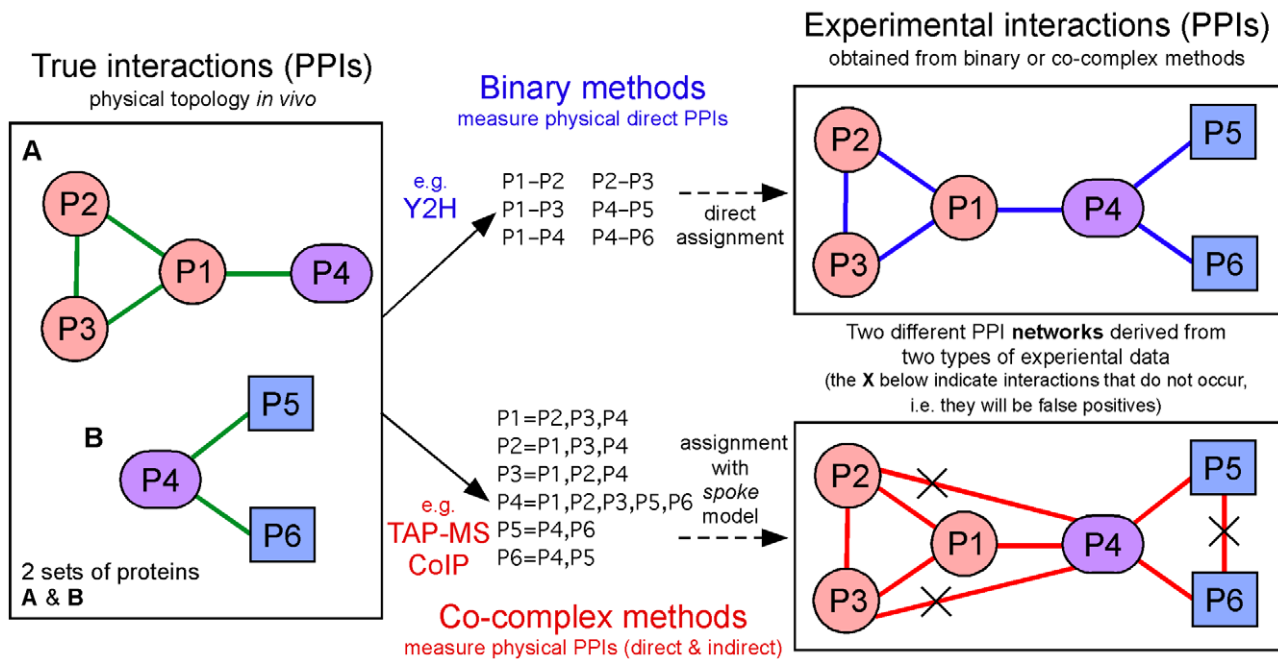 True interactions (PPIs)
physical topology in vivo
A
P2
P1
P4
P3
B
P5
P4
P6
2 sets of proteins
A & B
Binary methods
measure physical direct PPIs
e.g.
Y2H
P1–P2 P2–P3
P1–P3 P4–P5
P1–P4 P4–P6
direct
assignment
P1=P2,P3,P4
P2=P1,P3,P4
P3=P1,P2,P4
P4=P1,P2,P3,P5,P6
P5=P4,P6
P6=P4,P5
e.g.
TAP-MS
CoIP
assignment
with
spoke
model
Co-complex methods
measure physical PPIs (direct & indirect)
Experimental interactions (PPIs)
obtained from binary or co-complex methods
P2
P5
P1
P4
P3
P6
Two different PPI networks derived from
two types of experiental data
(the X below indicate interactions that do not occur,
i.e. they will be false positives)
P2
P5
P1
P4
P3
P6